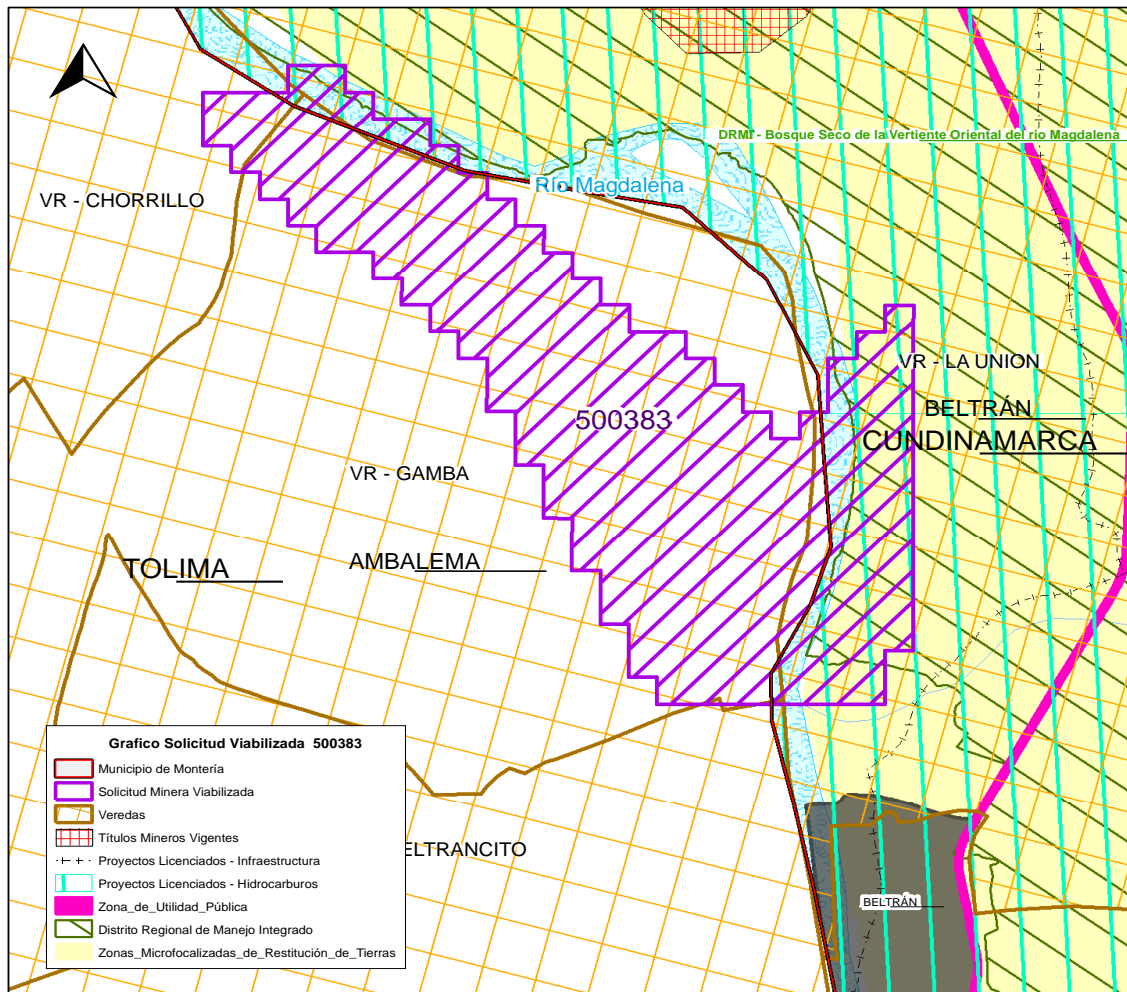 DRMI - Bosque Seco de la Vertiente Oriental del rio Magdalena
Río Magdalena
VR - CHORRILLO
VR - LA UNION
BELTRÁN
500383
CUNDINAMARCA
VR - GAMBA
AMBALEMA
TOLIMA
Grafico Solicitud Viabilizada 500383
Municipio de Montería
Solicitud Minera Viabilizada
Veredas
Títulos Mineros Vigentes
Proyectos Licenciados - Infraestructura
Proyectos Licenciados - Hidrocarburos
Zona_de_Utilidad_Pública
Distrito Regional de Manejo Integrado
Zonas_Microfocalizadas_de_Restitución_de_Tierras
ELTRANCITO
BELTRÁN